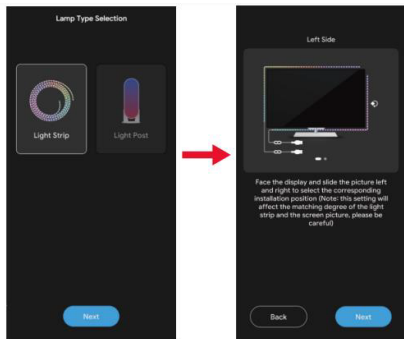 Lamp Type Selection
Light Strip
Light Post
Next
Left Side
Face the display and slide the picture left
and right to select the corresponding
installation position (Note: this setting will
affect the matching degree of the light
strip and the screen picture, please be
careful)
Back
Next